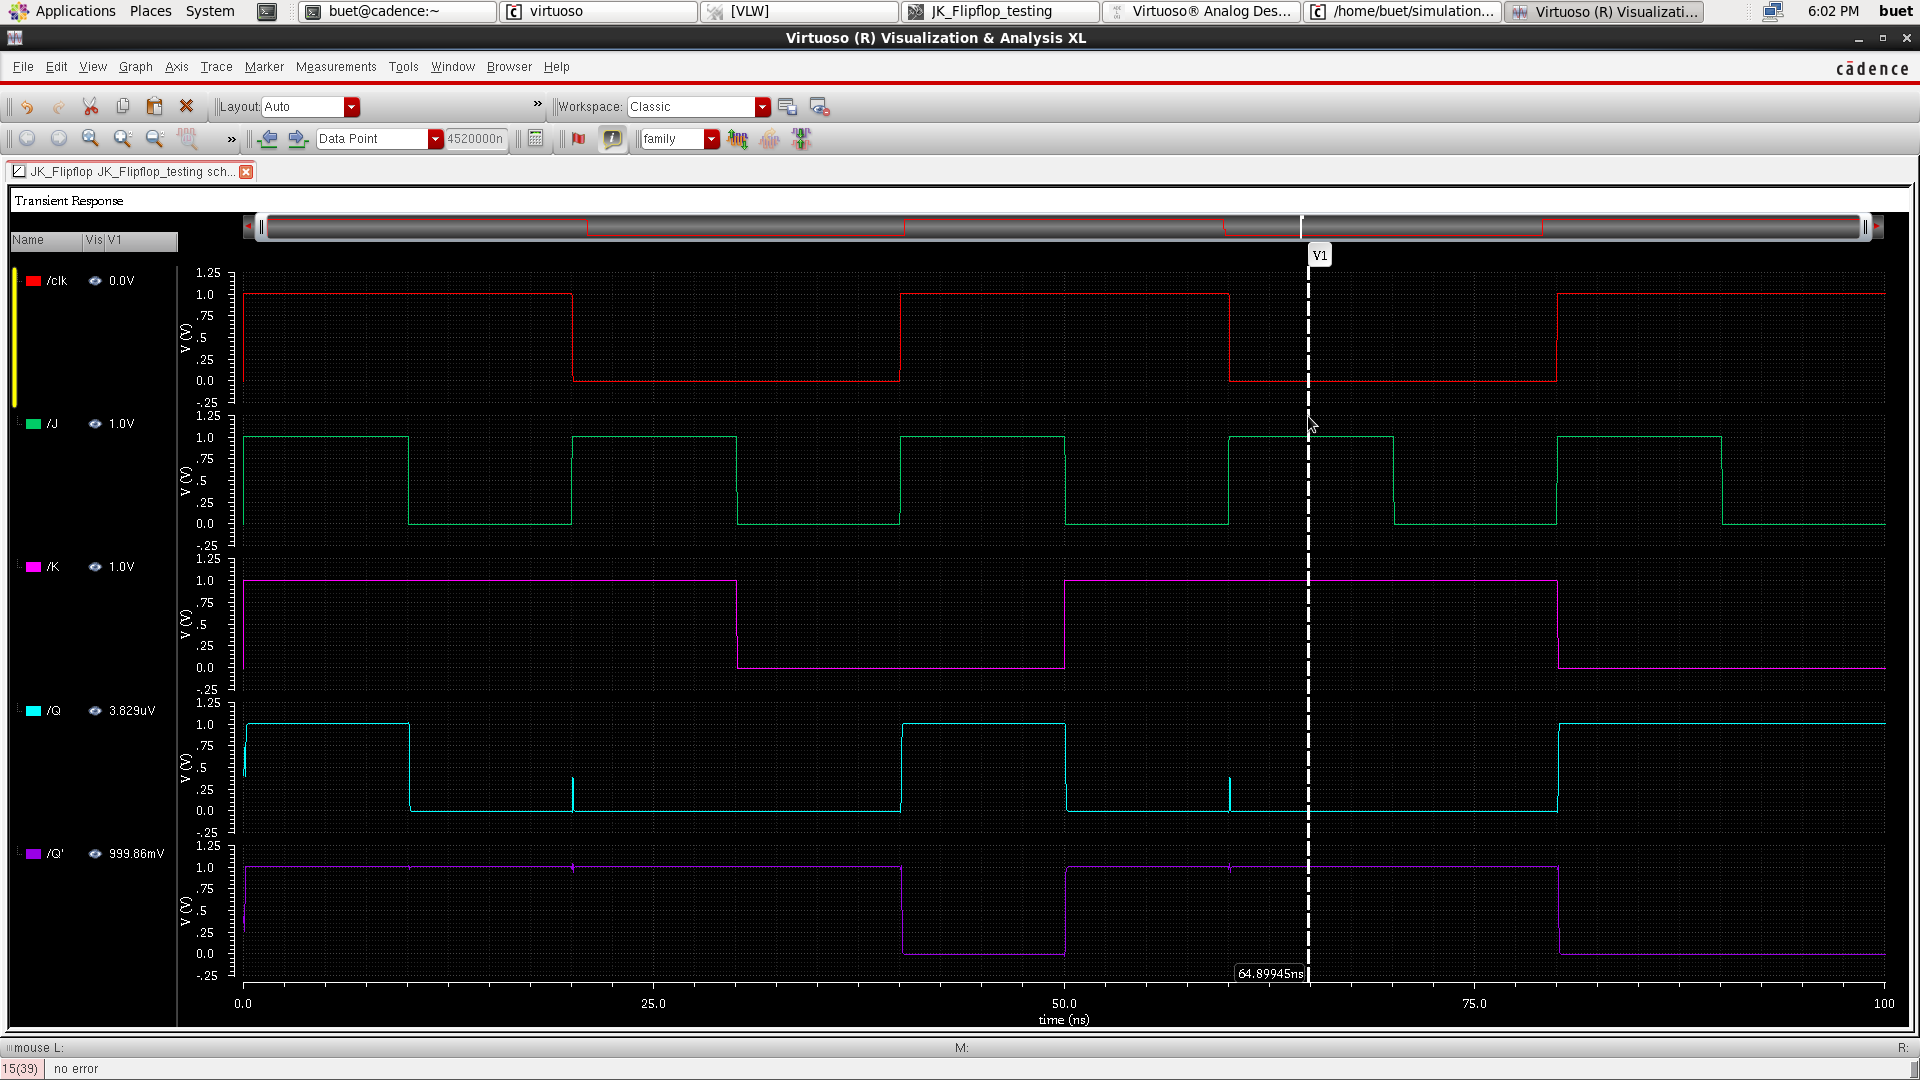 Applications Places System buet@cadence:~ virtuoso [VLW] JK_Flipflop_testing Virtuoso® Analog Des... /home/buet/simulation... Virtuoso (R) Visualizati... 6:02 PM buet
Virtuoso (R) Visualization & Analysis XL
File Edit View Graph Axis Trace Marker Measurements Tools Window Browser Help cādence
Layout: Auto » Workspace: Classic
» Data Point 4520000n family
JK_Flipflop JK_Flipflop_testing sch...
Transient Response
Name Vis V1
V1
/clk 0.0V
1.25
1.0
.75
.5
.25
0.0
-.25
V (V)
/J 1.0V
1.25
1.0
.75
.5
.25
0.0
-.25
V (V)
/K 1.0V
1.25
1.0
.75
.5
.25
0.0
-.25
V (V)
/Q 3.829uV
1.25
1.0
.75
.5
.25
0.0
-.25
V (V)
/Q' 999.86mV
1.25
1.0
.75
.5
.25
0.0
-.25
V (V)
64.89945ns
0.0 25.0 50.0 75.0 100
time (ns)
mouse L: M: R:
15(39) no error